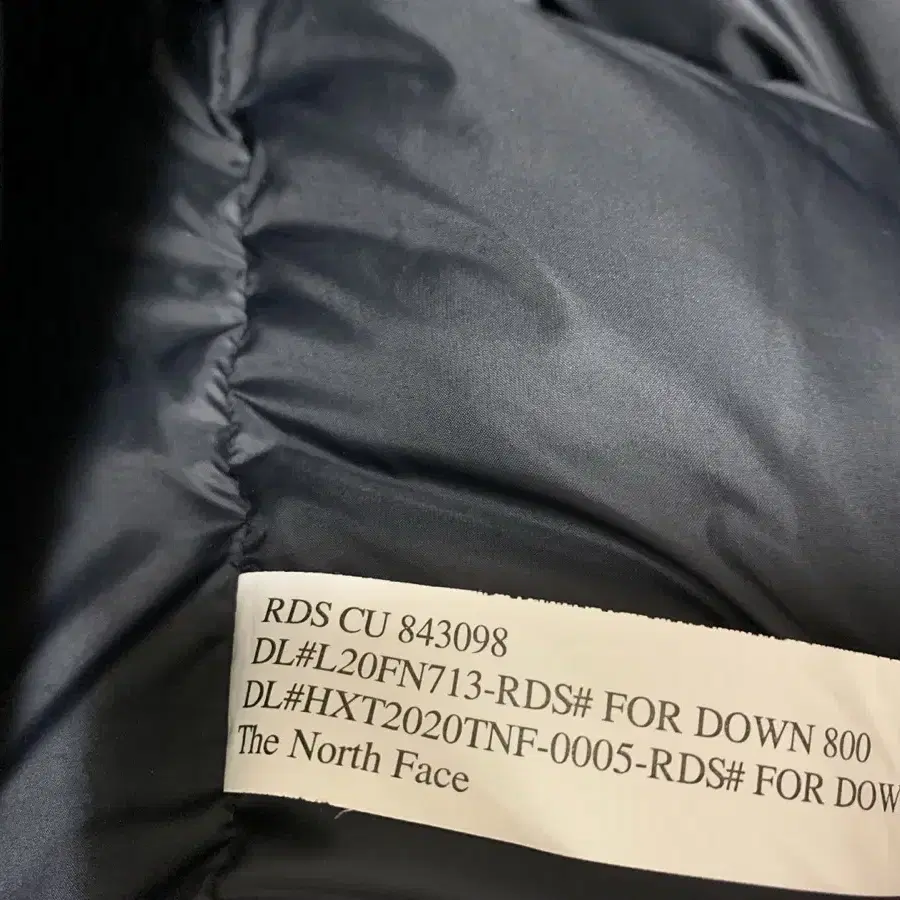 RDS CU 843098
DL#L20FN713-RDS# FOR DOWN 800
DL#HXT2020TNF-0005-RDS# FOR DOW
The North Face